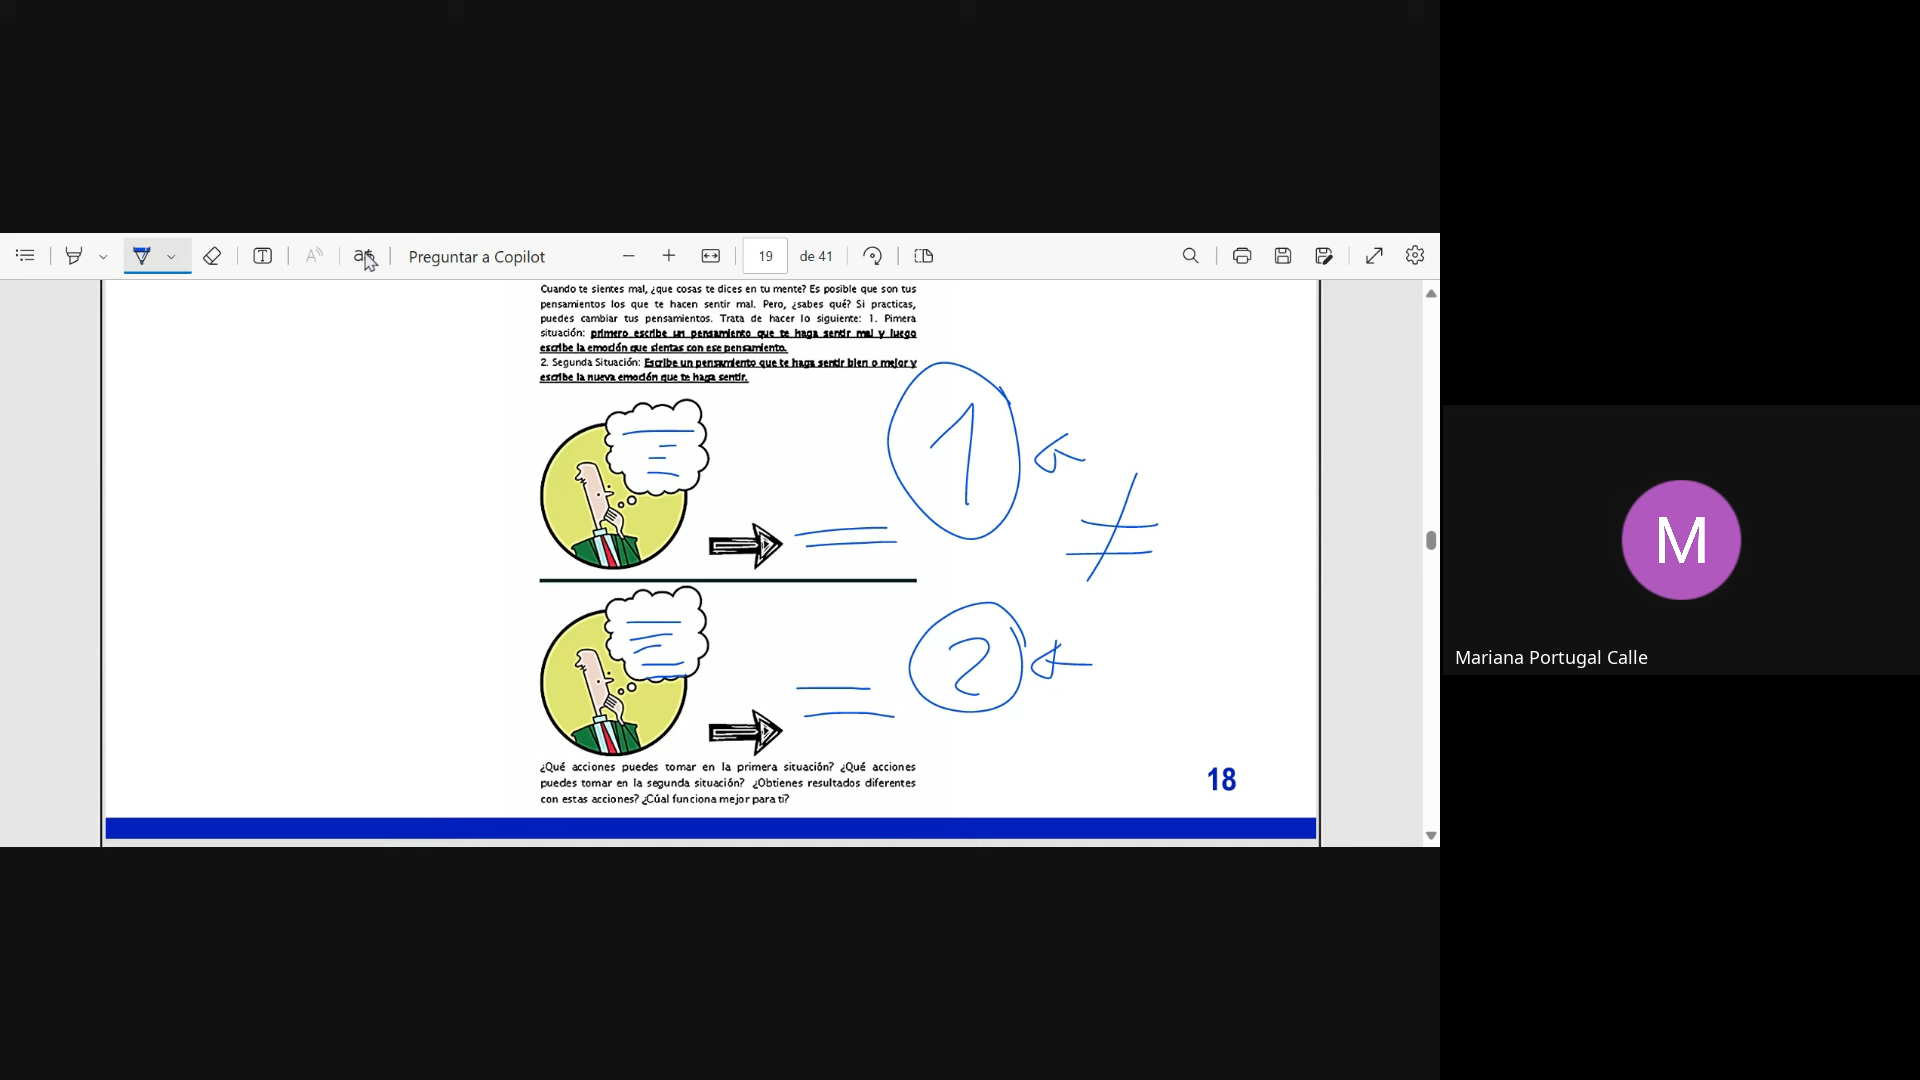 Preguntar a Copilot
19
de 41
Cuando te sientes mal, ¿que cosas te dices en tu mente? Es posible que son tus
pensamientos los que te hacen sentir mal. Pero, ¿sabes qué? Si practicas,
puedes cambiar tus pensamientos. Trata de hacer lo siguiente: 1. Pimera
situación: primero escribe un pensamiento que te haga sentir mal y luego
escribe la emoción que sientas con ese pensamiento.
2. Segunda Situación: Escribe un pensamiento que te haga sentir bien o mejor y
escribe la nueva emoción que te haga sentir.
1
≠
2
¿Qué acciones puedes tomar en la primera situación? ¿Qué acciones
puedes tomar en la segunda situación? ¿Obtienes resultados diferentes
con estas acciones? ¿Cúal funciona mejor para ti?
18
M
Mariana Portugal Calle